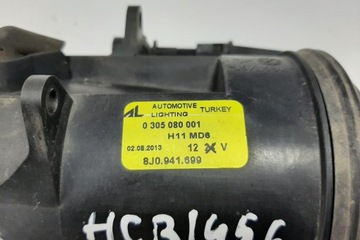 AL AUTOMOTIVE LIGHTING TURKEY
0 305 080 001
H11 MD6
02.08.2013 12 X V
8J0.941.699
HCB1456